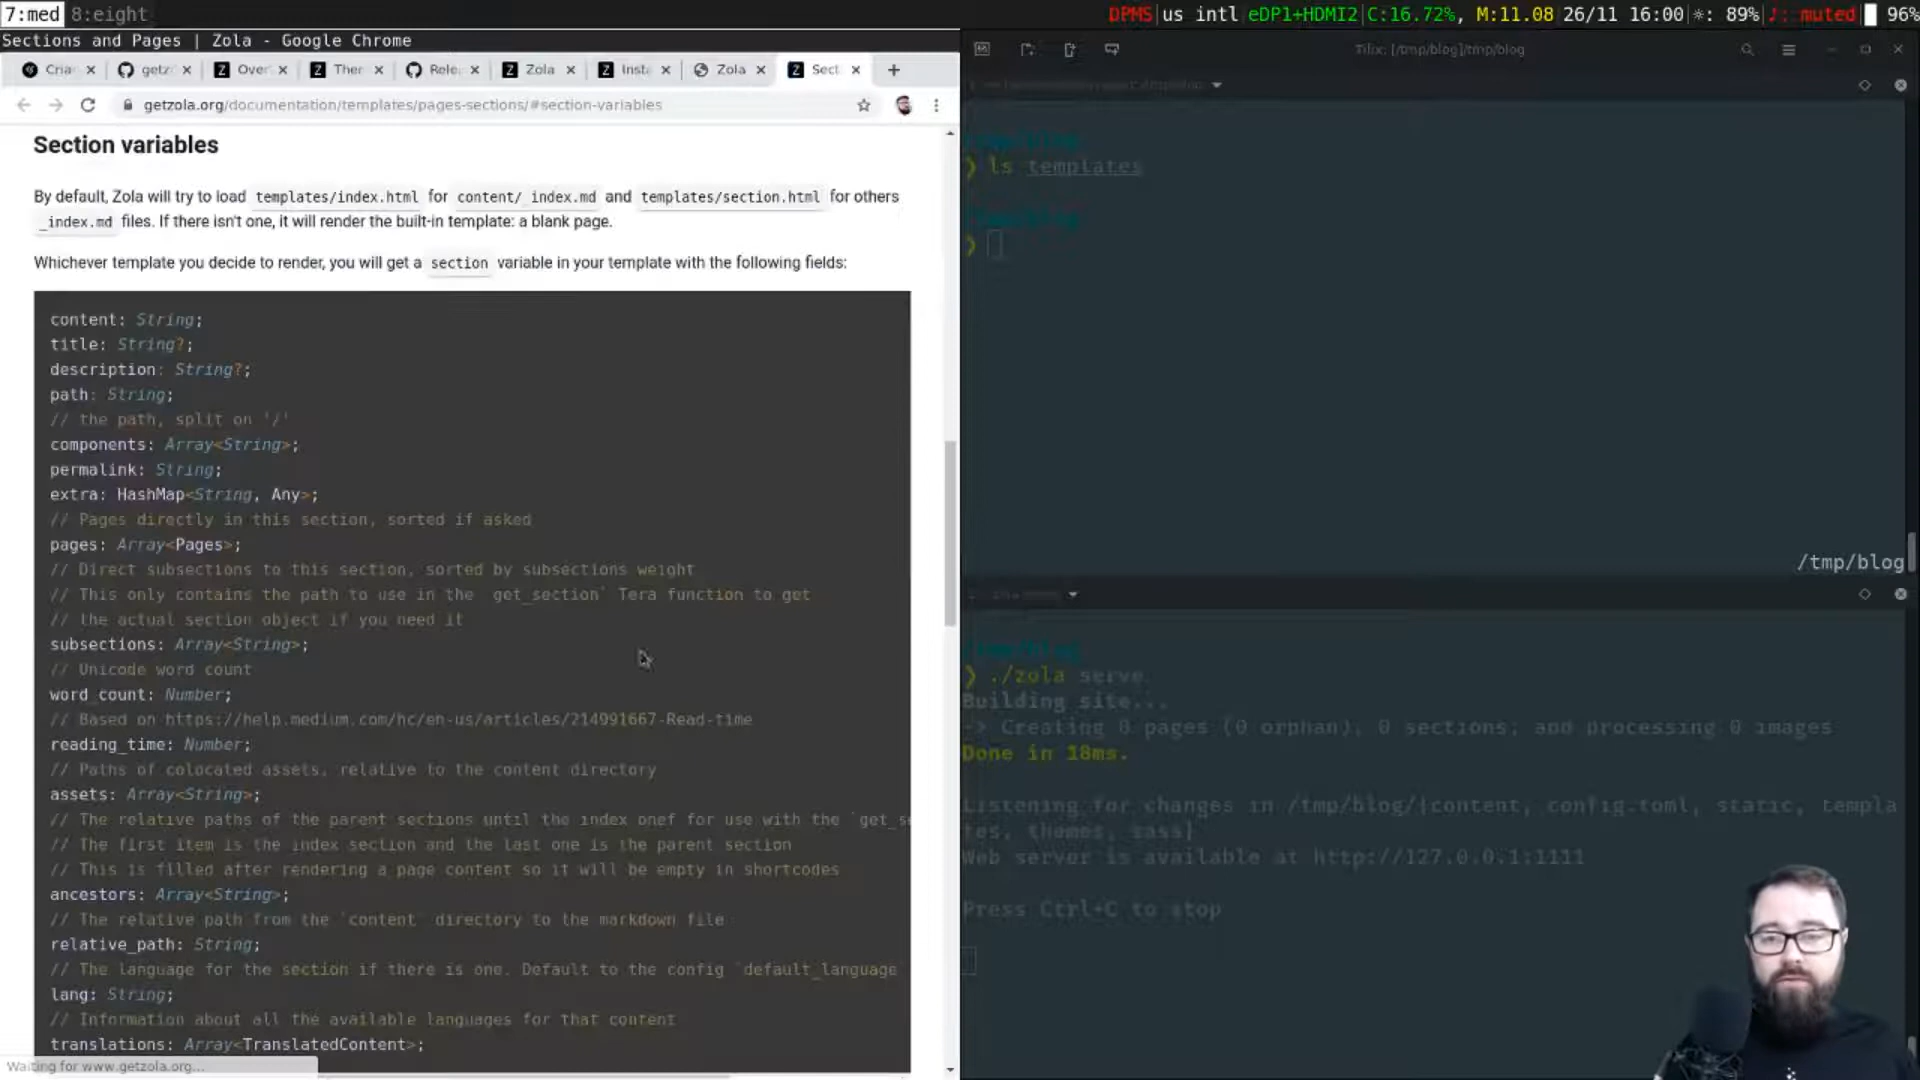 7:med 8:eight
DPMS|us intl eDP1+HDMI2|C:16.72%, M:11.08 26/11 16:00|☀: 89%|♪: muted| 96%
Sections and Pages | Zola - Google Chrome
Cria
getz
Over
Ther
Rele
Zola
Inst
Zola
Sect
getzola.org/documentation/templates/pages-sections/#section-variables
Section variables
By default, Zola will try to load templates/index.html for content/_index.md and templates/section.html for others
_index.md files. If there isn't one, it will render the built-in template: a blank page.
Whichever template you decide to render, you will get a section variable in your template with the following fields:
content: String;
title: String?;
description: String?;
path: String;
// the path, split on '/'
components: Array<String>;
permalink: String;
extra: HashMap<String, Any>;
// Pages directly in this section, sorted if asked
pages: Array<Pages>;
// Direct subsections to this section, sorted by subsections weight
// This only contains the path to use in the `get_section` Tera function to get
// the actual section object if you need it
subsections: Array<String>;
// Unicode word count
word_count: Number;
// Based on https://help.medium.com/hc/en-us/articles/214991667-Read-time
reading_time: Number;
// Paths of colocated assets, relative to the content directory
assets: Array<String>;
// The relative paths of the parent sections until the index onef for use with the `get_s
// The first item is the index section and the last one is the parent section
// This is filled after rendering a page content so it will be empty in shortcodes
ancestors: Array<String>;
// The relative path from the `content` directory to the markdown file
relative_path: String;
// The language for the section if there is one. Default to the config `default_language`
lang: String;
// Information about all the available languages for that content
translations: Array<TranslatedContent>;
Waiting for www.getzola.org...
Tilix: [/tmp/blog]/tmp/blog
/tmp/blog
❯ ls templates
/tmp/blog
❯
/tmp/blog
/tmp/blog
❯ ./zola serve
Building site...
-> Creating 0 pages (0 orphan), 0 sections, and processing 0 images
Done in 18ms.
Listening for changes in /tmp/blog/{content, config.toml, static, templa
tes, themes, sass}
Web server is available at http://127.0.0.1:1111
Press Ctrl+C to stop